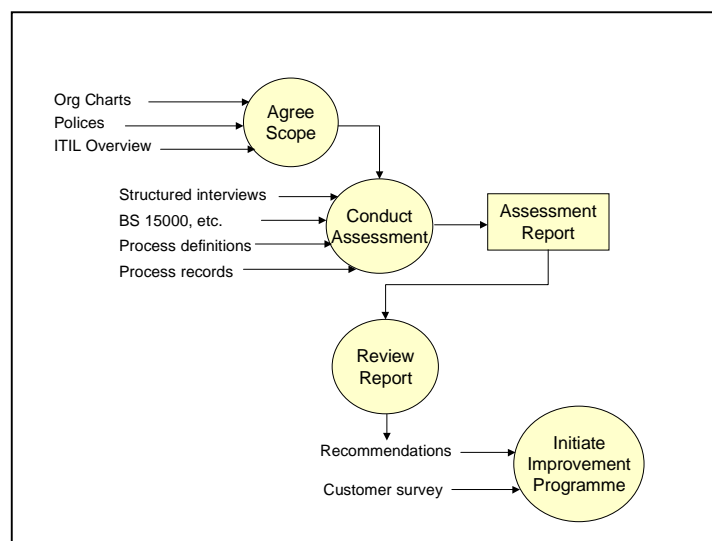 Org Charts
Polices
ITIL Overview
Agree
Scope
Structured interviews
BS 15000, etc.
Process definitions
Process records
Conduct
Assessment
Assessment
Report
Review
Report
Recommendations
Customer survey
Initiate
Improvement
Programme